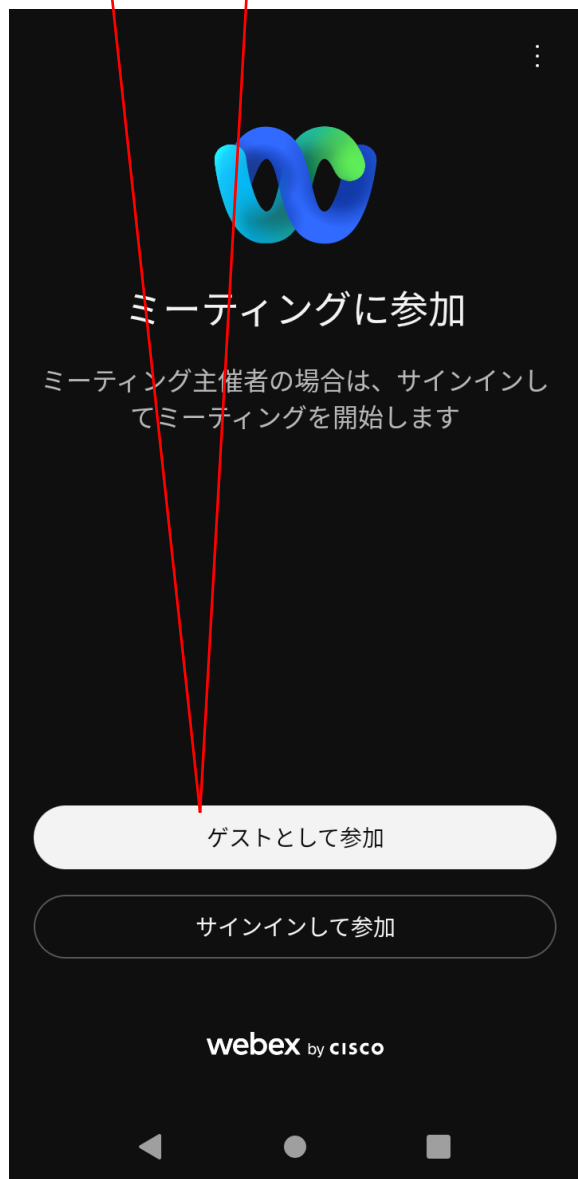 ミーティングに参加
ミーティング主催者の場合は、サインインし
てミーティングを開始します
ゲストとして参加
サインインして参加
webex by CISCO